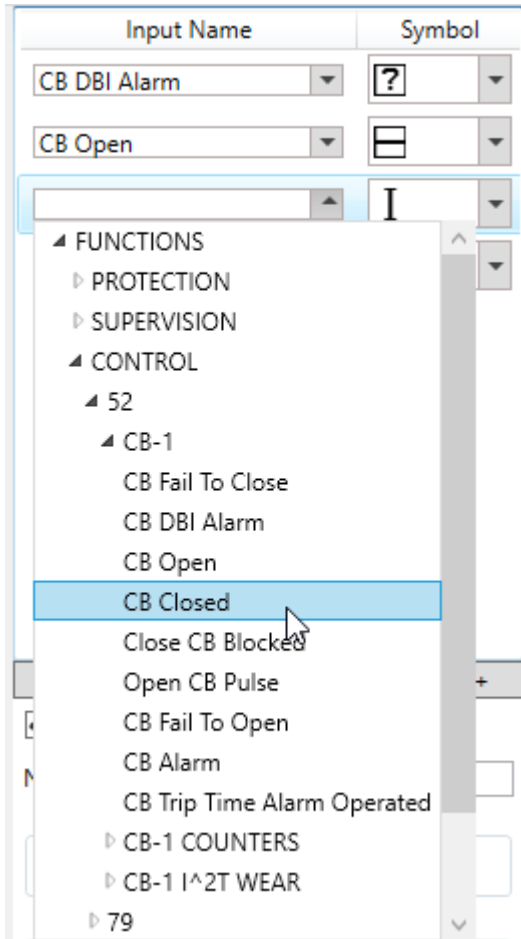 Input Name Symbol
CB DBI Alarm ?
CB Open
FUNCTIONS
PROTECTION
SUPERVISION
CONTROL
52
CB-1
CB Fail To Close
CB DBI Alarm
CB Open
CB Closed
Close CB Blocked
Open CB Pulse
+
CB Fail To Open
CB Alarm
N
CB Trip Time Alarm Operated
CB-1 COUNTERS
CB-1 I^2T WEAR
79